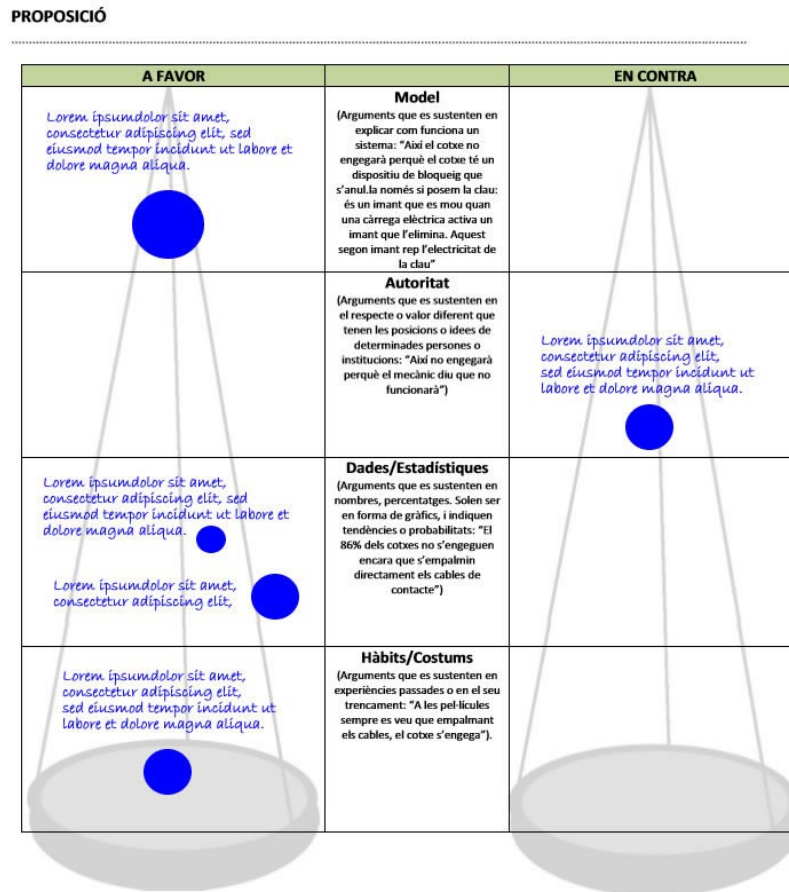 PROPOSICIÓ
A FAVOR
EN CONTRA
Lorem ipsumdolor sit amet,
consectetur adipiscing elit, sed
eiusmod tempor incidunt ut labore et
dolore magna aliqua.
Model
(Arguments que es sustenten en
explicar com funciona un
sistema: “Així el cotxe no
engegarà perquè el cotxe té un
dispositiu de bloqueig que
s’anul.la només si posem la clau:
és un imant que es mou quan
una càrrega elèctrica activa un
imant que l’elimina. Aquest
segon imant rep l’electricitat de
la clau”
Autoritat
(Arguments que es sustenten en
el respecte o valor diferent que
tenen les posicions o idees de
determinades persones o
institucions: “Així no engegarà
perquè el mecànic diu que no
funcionarà”)
Lorem ipsumdolor sit amet,
consectetur adipiscing elit,
sed eiusmod tempor incidunt ut
labore et dolore magna aliqua.
Lorem ipsumdolor sit amet,
consectetur adipiscing elit, sed
eiusmod tempor incidunt ut labore et
dolore magna aliqua.
Lorem ipsumdolor sit amet,
consectetur adipiscing elit,
Dades/Estadístiques
(Arguments que es sustenten en
nombres, percentatges. Solen ser
en forma de gràfics, i indiquen
tendències o probabilitats: “El
86% dels cotxes no s’engeguen
encara que s’empalmin
directament els cables de
contacte”)
Lorem ipsumdolor sit amet,
consectetur adipiscing elit,
sed eiusmod tempor incidunt ut
labore et dolore magna aliqua.
Hàbits/Costums
(Arguments que es sustenten en
experiències passades o en el seu
trencament: “A les pel·lícules
sempre es veu que empalmant
els cables, el cotxe s’engega”).